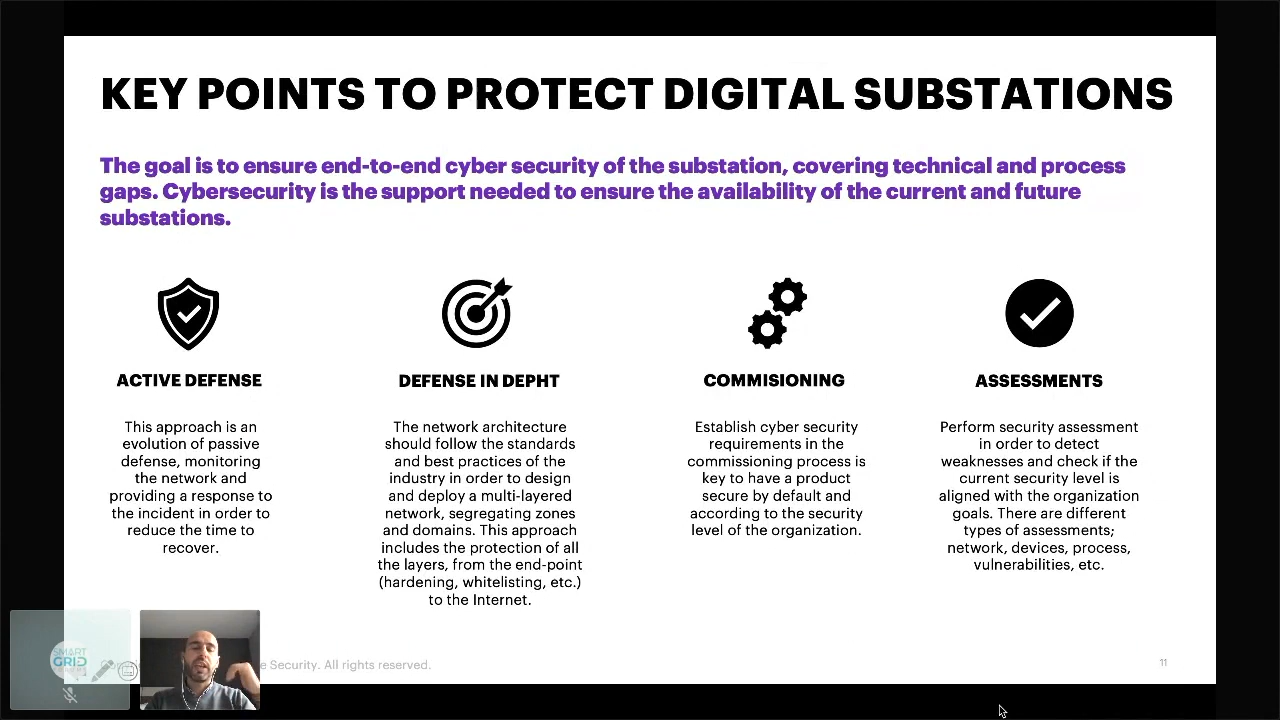 KEY POINTS TO PROTECT DIGITAL SUBSTATIONS
The goal is to ensure end-to-end cyber security of the substation, covering technical and process
gaps. Cybersecurity is the support needed to ensure the availability of the current and future
substations.
ACTIVE DEFENSE
This approach is an
evolution of passive
defense, monitoring
the network and
providing a response to
the incident in order to
reduce the time to
recover.
DEFENSE IN DEPHT
The network architecture
should follow the standards
and best practices of the
industry in order to design
and deploy a multi-layered
network, segregating zones
and domains. This approach
includes the protection of all
the layers, from the end-point
(hardening, whitelisting, etc.)
to the Internet.
COMMISIONING
Establish cyber security
requirements in the
commissioning process is
key to have a product
secure by default and
according to the security
level of the organization.
ASSESSMENTS
Perform security assessment
in order to detect
weaknesses and check if the
current security level is
aligned with the organization
goals. There are different
types of assessments;
network, devices, process,
vulnerabilities, etc.
SMART
GRID
Security. All rights reserved.
11